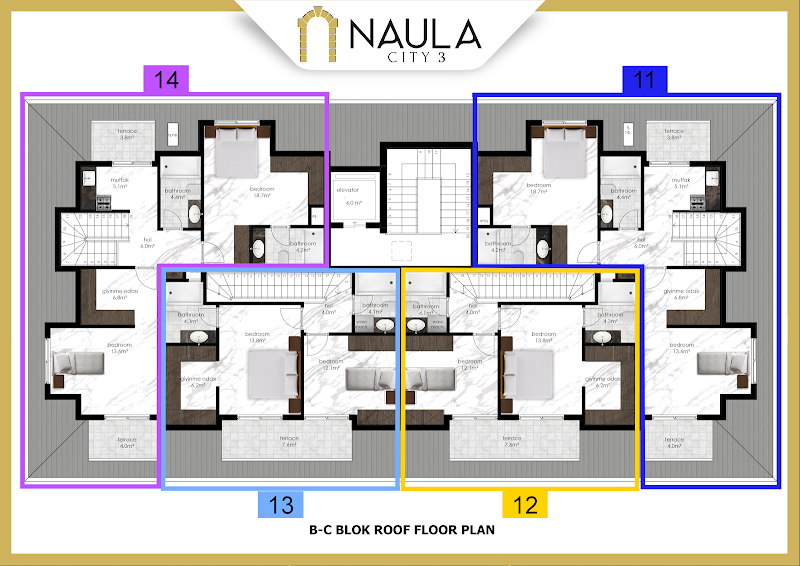 NAULA
CITY 3
14
11
terrace
3.8m²
terrace
3.8m²
mutfak
5.1m²
bathroom
4.4m²
bedroom
18.7m²
elevator
4.0 m²
bedroom
18.7m²
bathroom
4.4m²
mutfak
5.1m²
hol
6.0m²
bathroom
4.2m²
bathroom
4.2m²
hol
6.0m²
giyinme odası
6.8m²
giyinme odası
6.8m²
bathroom
4.3m²
hol
4.0m²
bathroom
4.1m²
bathroom
4.1m²
hol
4.0m²
bathroom
4.3m²
bedroom
13.6m²
bedroom
13.8m²
bedroom
12.1m²
bedroom
12.1m²
bedroom
13.8m²
bedroom
13.6m²
giyinme odası
6.2m²
giyinme odası
6.2m²
terrace
4.0m²
terrace
7.6m²
terrace
7.6m²
terrace
4.0m²
13
12
B-C BLOK ROOF FLOOR PLAN